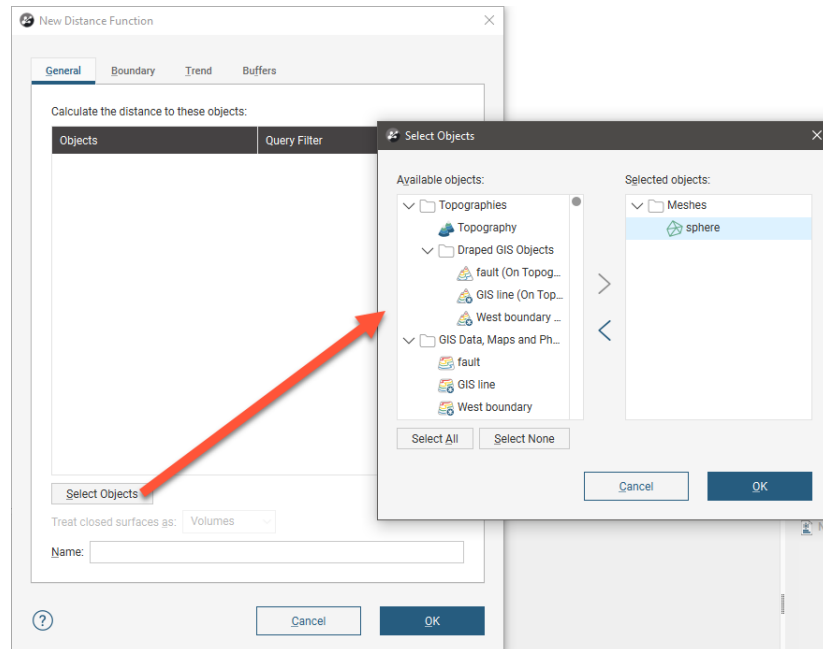 New Distance Function
General Boundary Trend Buffers
Calculate the distance to these objects:
Objects Query Filter
Select Objects
Treat closed surfaces as: Volumes
Name:
? Cancel OK
Select Objects
Available objects:
Topographies
Topography
Draped GIS Objects
fault (On Topog...
GIS line (On Top...
West boundary ...
GIS Data, Maps and Ph...
fault
GIS line
West boundary
Select All Select None
Selected objects:
Meshes
sphere
Cancel OK